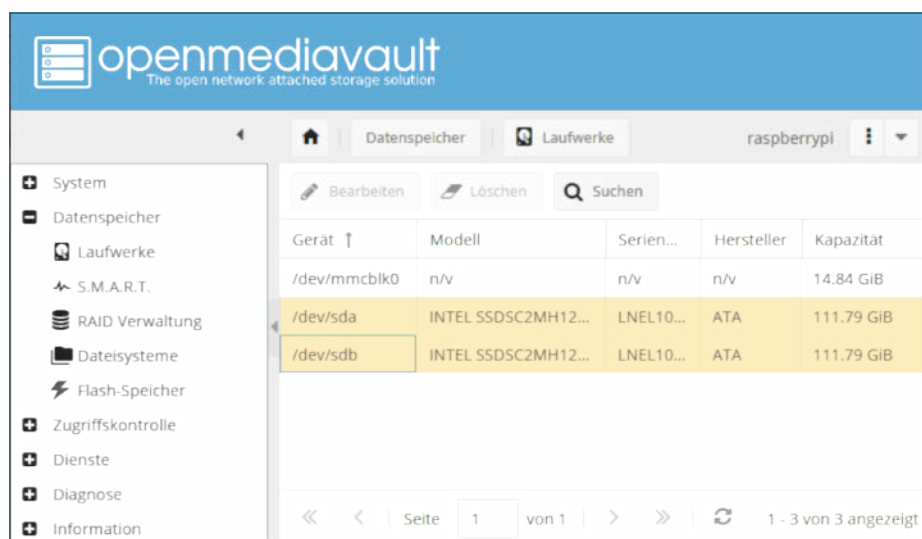 openmediavault
The open network attached storage solution
Datenspeicher Laufwerke raspberrypi
System
Datenspeicher
Laufwerke
S.M.A.R.T.
RAID Verwaltung
Dateisysteme
Flash-Speicher
Zugriffskontrolle
Dienste
Diagnose
Information
Bearbeiten Löschen Suchen
Gerät ↑ Modell Serien... Hersteller Kapazität
/dev/mmcblk0 n/v n/v n/v 14.84 GiB
/dev/sda INTEL SSDSC2MH12... LNEL10... ATA 111.79 GiB
/dev/sdb INTEL SSDSC2MH12... LNEL10... ATA 111.79 GiB
Seite 1 von 1 1 - 3 von 3 angezeigt